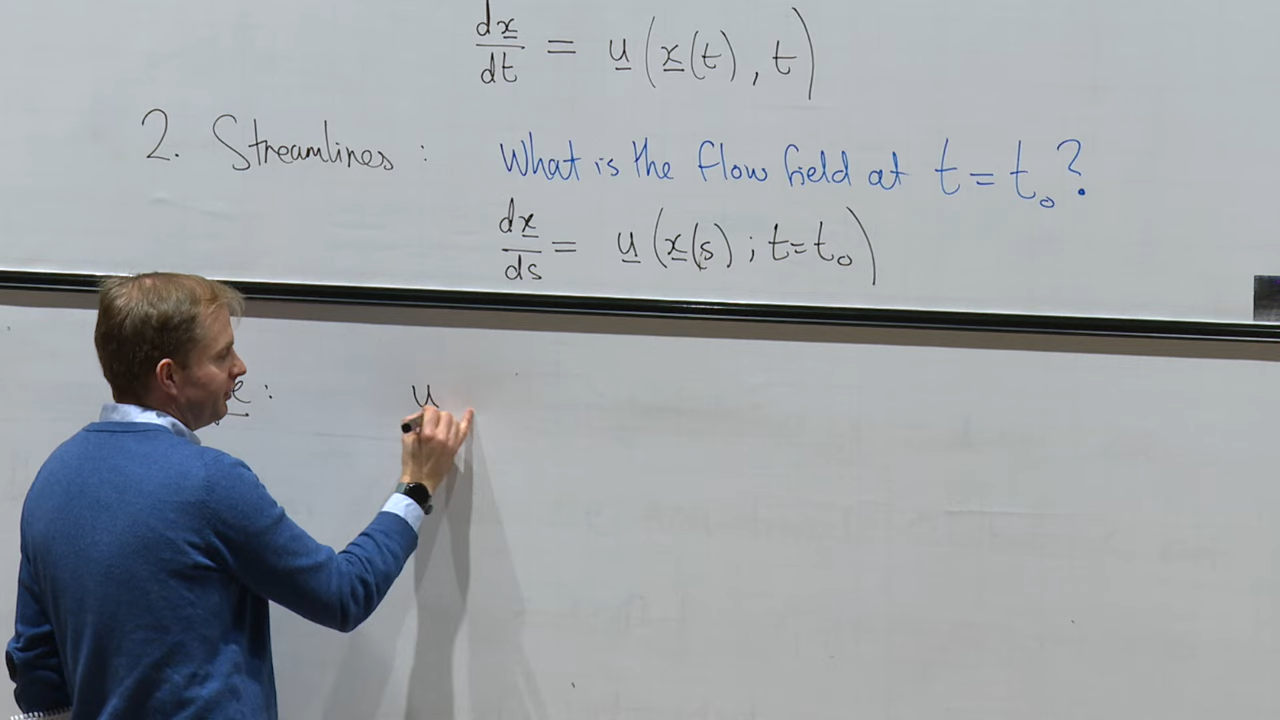 dx/dt = u(x(t), t)
2. Streamlines: What is the flow field at t = t₀?
dx/ds = u(x(s); t=t₀)
u